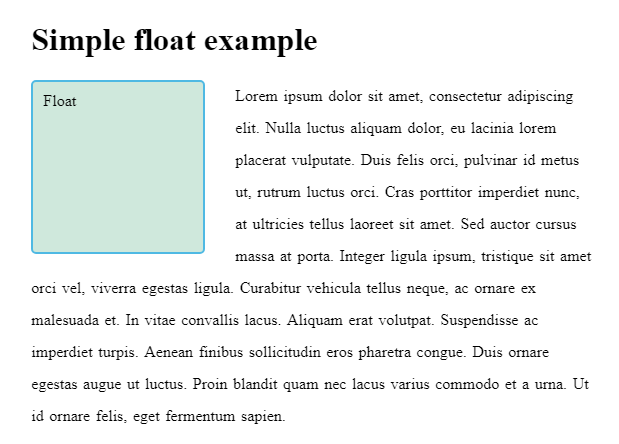 Simple float example
Float
Lorem ipsum dolor sit amet, consectetur adipiscing
elit. Nulla luctus aliquam dolor, eu lacinia lorem
placerat vulputate. Duis felis orci, pulvinar id metus
ut, rutrum luctus orci. Cras porttitor imperdiet nunc,
at ultricies tellus laoreet sit amet. Sed auctor cursus
massa at porta. Integer ligula ipsum, tristique sit amet
orci vel, viverra egestas ligula. Curabitur vehicula tellus neque, ac ornare ex
malesuada et. In vitae convallis lacus. Aliquam erat volutpat. Suspendisse ac
imperdiet turpis. Aenean finibus sollicitudin eros pharetra congue. Duis ornare
egestas augue ut luctus. Proin blandit quam nec lacus varius commodo et a urna. Ut
id ornare felis, eget fermentum sapien.